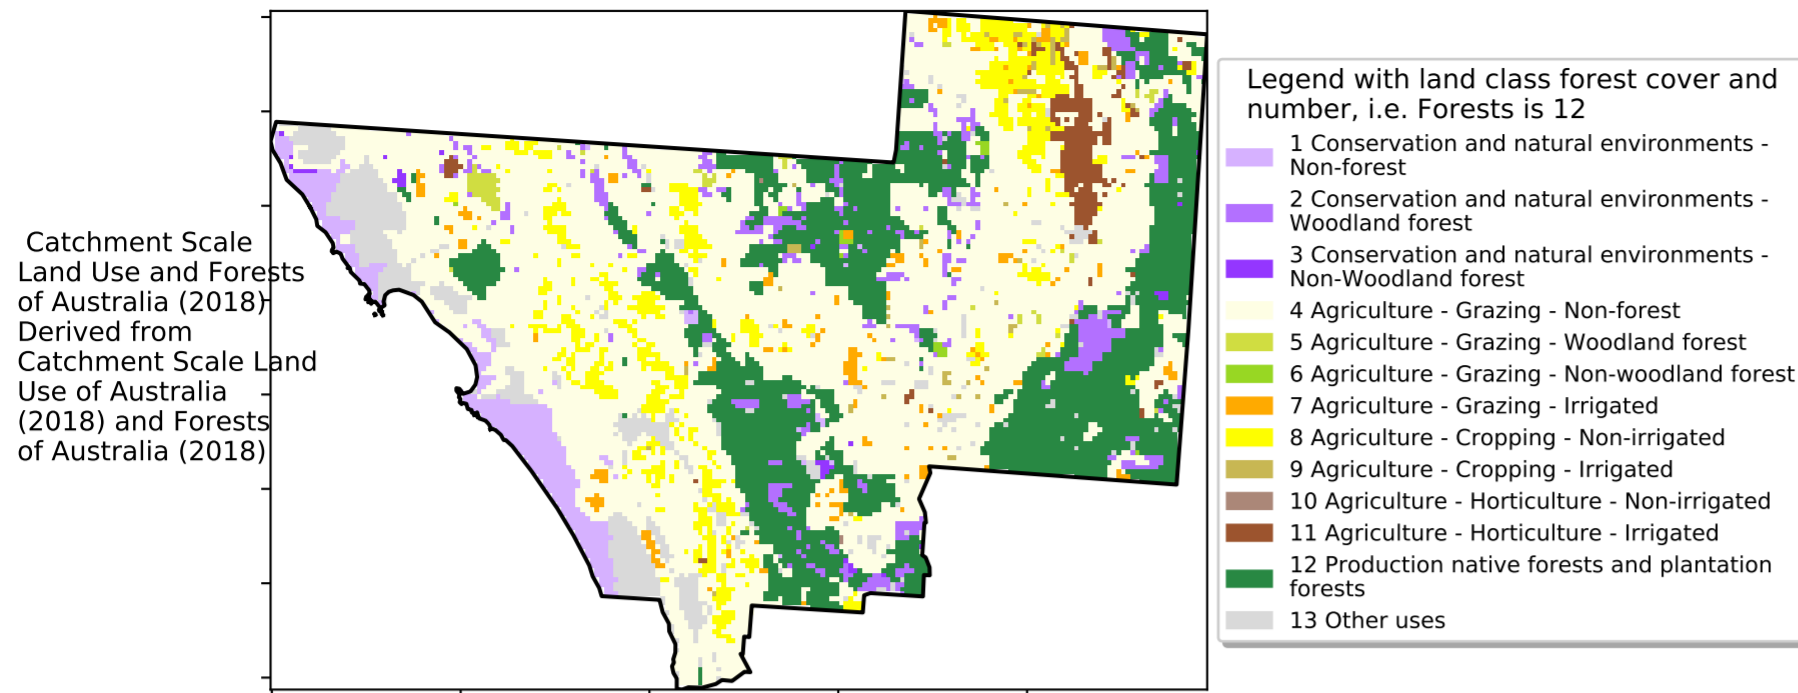 Catchment Scale
Land Use and Forests
of Australia (2018)
Derived from
Catchment Scale Land
Use of Australia
(2018) and Forests
of Australia (2018)
Legend with land class forest cover and
number, i.e. Forests is 12
1 Conservation and natural environments -
Non-forest
2 Conservation and natural environments -
Woodland forest
3 Conservation and natural environments -
Non-Woodland forest
4 Agriculture - Grazing - Non-forest
5 Agriculture - Grazing - Woodland forest
6 Agriculture - Grazing - Non-woodland forest
7 Agriculture - Grazing - Irrigated
8 Agriculture - Cropping - Non-irrigated
9 Agriculture - Cropping - Irrigated
10 Agriculture - Horticulture - Non-irrigated
11 Agriculture - Horticulture - Irrigated
12 Production native forests and plantation
forests
13 Other uses